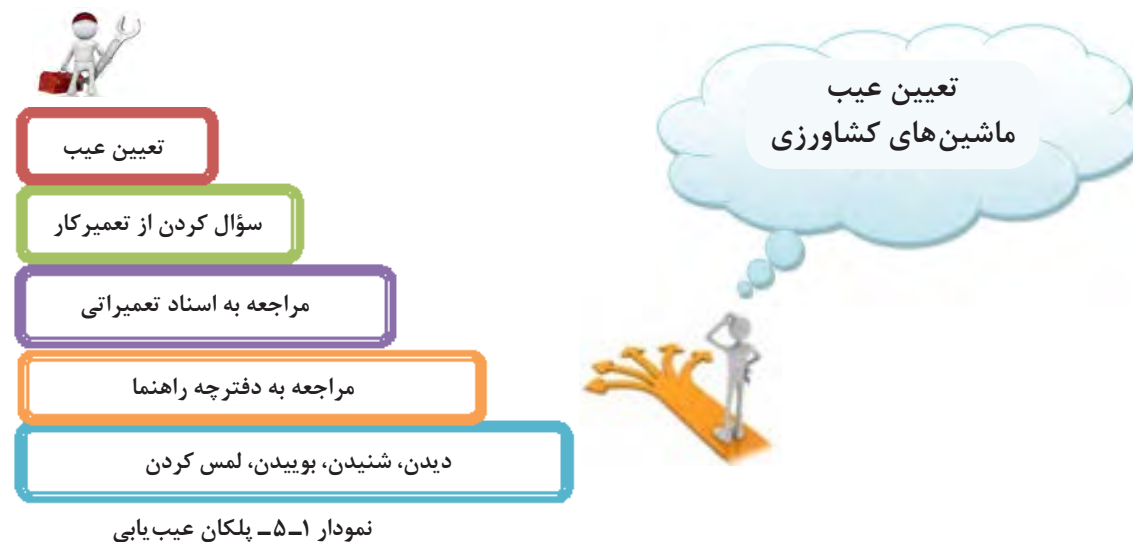 تعیین عیب
ماشین‌های کشاورزی
تعیین عیب
سؤال کردن از تعمیرکار
مراجعه به اسناد تعمیراتی
مراجعه به دفترچه راهنما
دیدن، شنیدن، بوییدن، لمس کردن
نمودار ۱ــ۵ــ پلکان عیب‌یابی